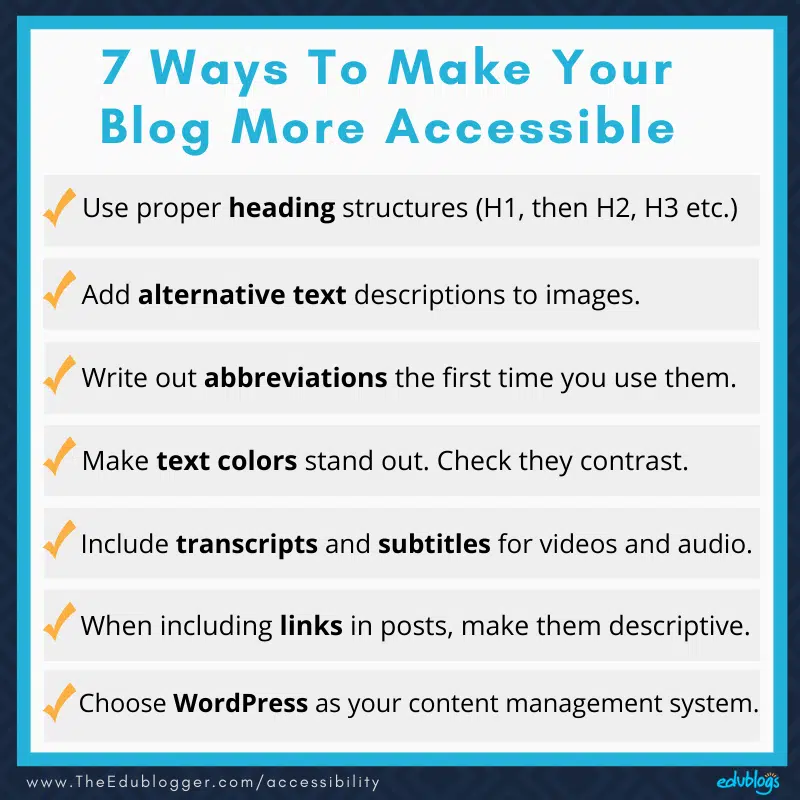 7 Ways To Make Your
Blog More Accessible
Use proper heading structures (H1, then H2, H3 etc.)
Add alternative text descriptions to images.
Write out abbreviations the first time you use them.
Make text colors stand out. Check they contrast.
Include transcripts and subtitles for videos and audio.
When including links in posts, make them descriptive.
Choose WordPress as your content management system.
www.TheEdublogger.com/accessibility
edublogs